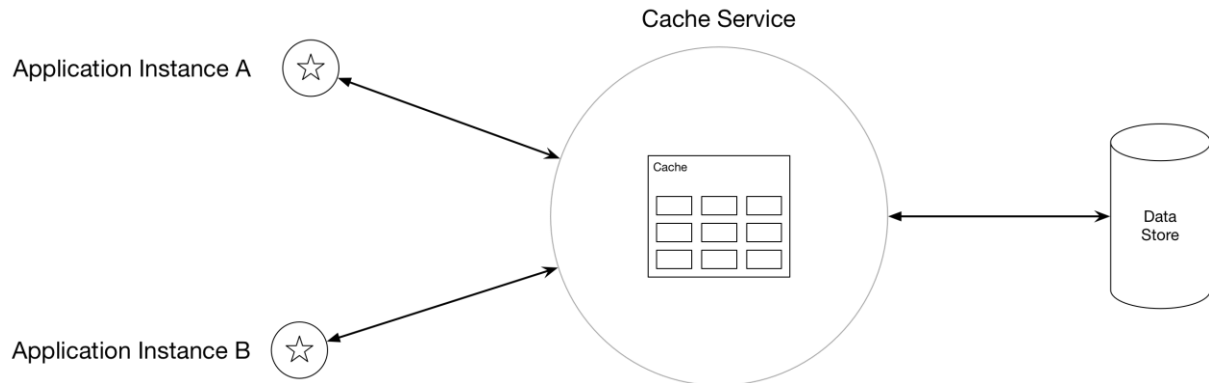 Cache Service
Application Instance A
Cache
Data
Store
Application Instance B